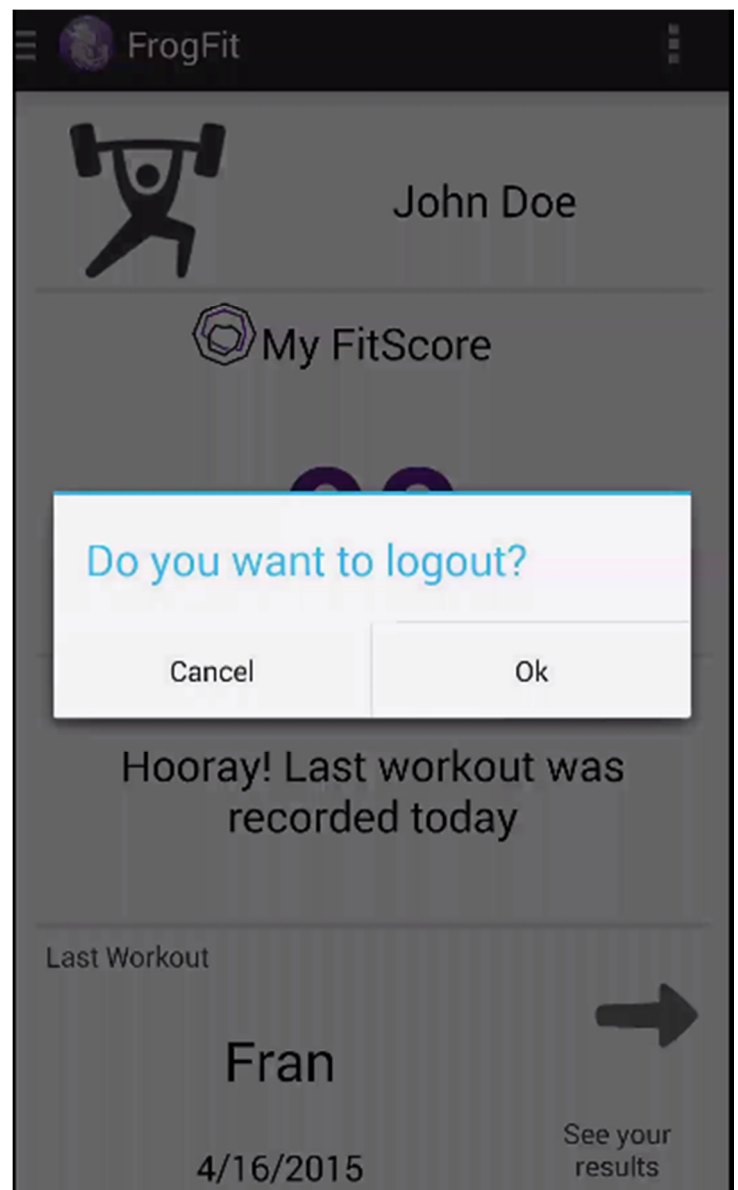 FrogFit
John Doe
My FitScore
Do you want to logout?
Cancel
Ok
Hooray! Last workout was
recorded today
Last Workout
Fran
4/16/2015
See your
results